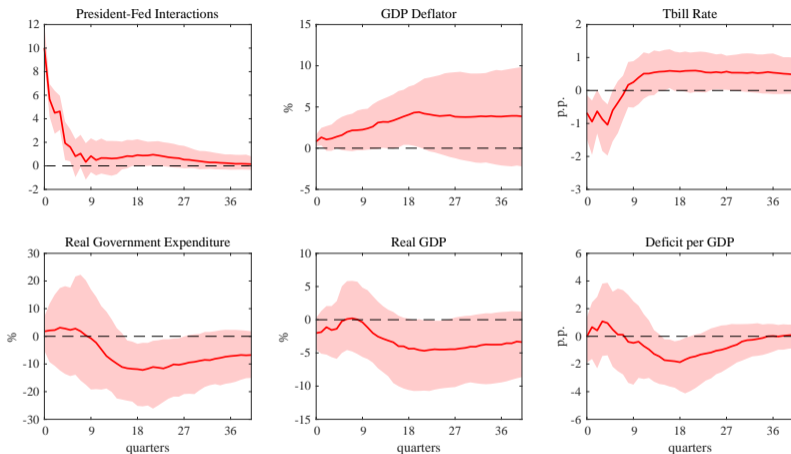 President-Fed Interactions
12
10
8
6
4
2
0
-2
0 9 18 27 36
GDP Deflator
%
15
10
5
0
-5
0 9 18 27 36
Tbill Rate
p.p.
2
1
0
-1
-2
-3
0 9 18 27 36
Real Government Expenditure
%
30
20
10
0
-10
-20
-30
0 9 18 27 36
quarters
Real GDP
%
10
5
0
-5
-10
-15
0 9 18 27 36
quarters
Deficit per GDP
p.p.
6
4
2
0
-2
-4
-6
0 9 18 27 36
quarters